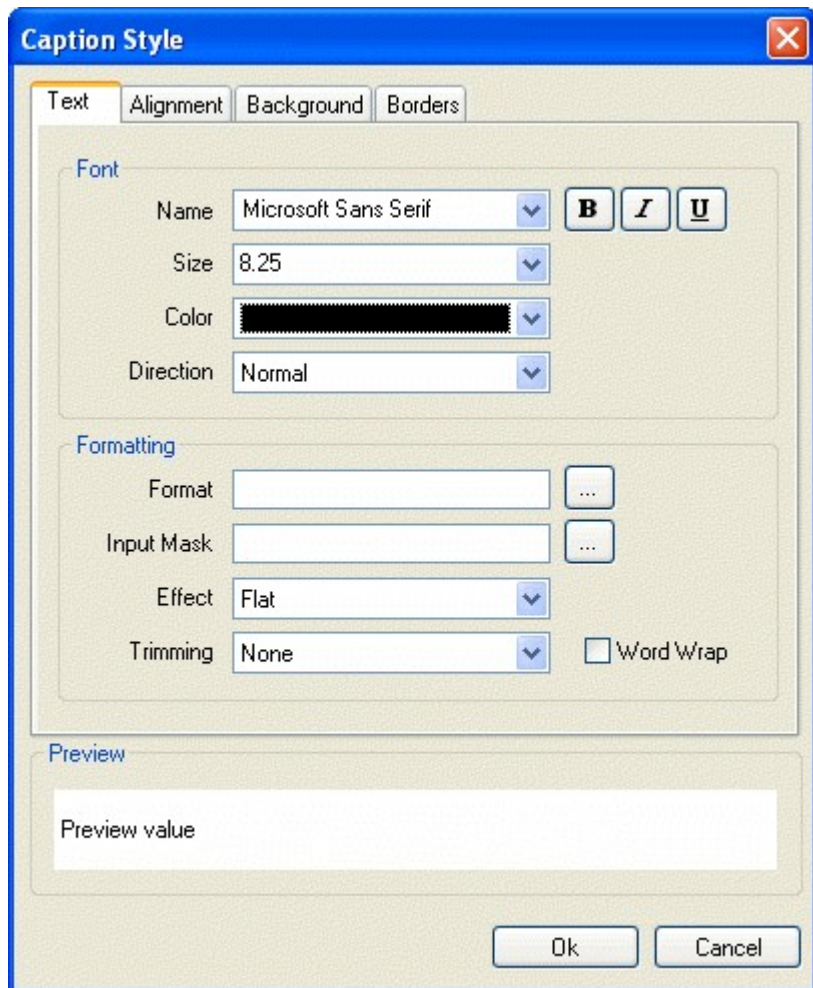 Caption Style
Text Alignment Background Borders
Font
Name Microsoft Sans Serif B I U
Size 8.25
Color
Direction Normal
Formatting
Format ...
Input Mask ...
Effect Flat
Trimming None Word Wrap
Preview
Preview value
Ok Cancel